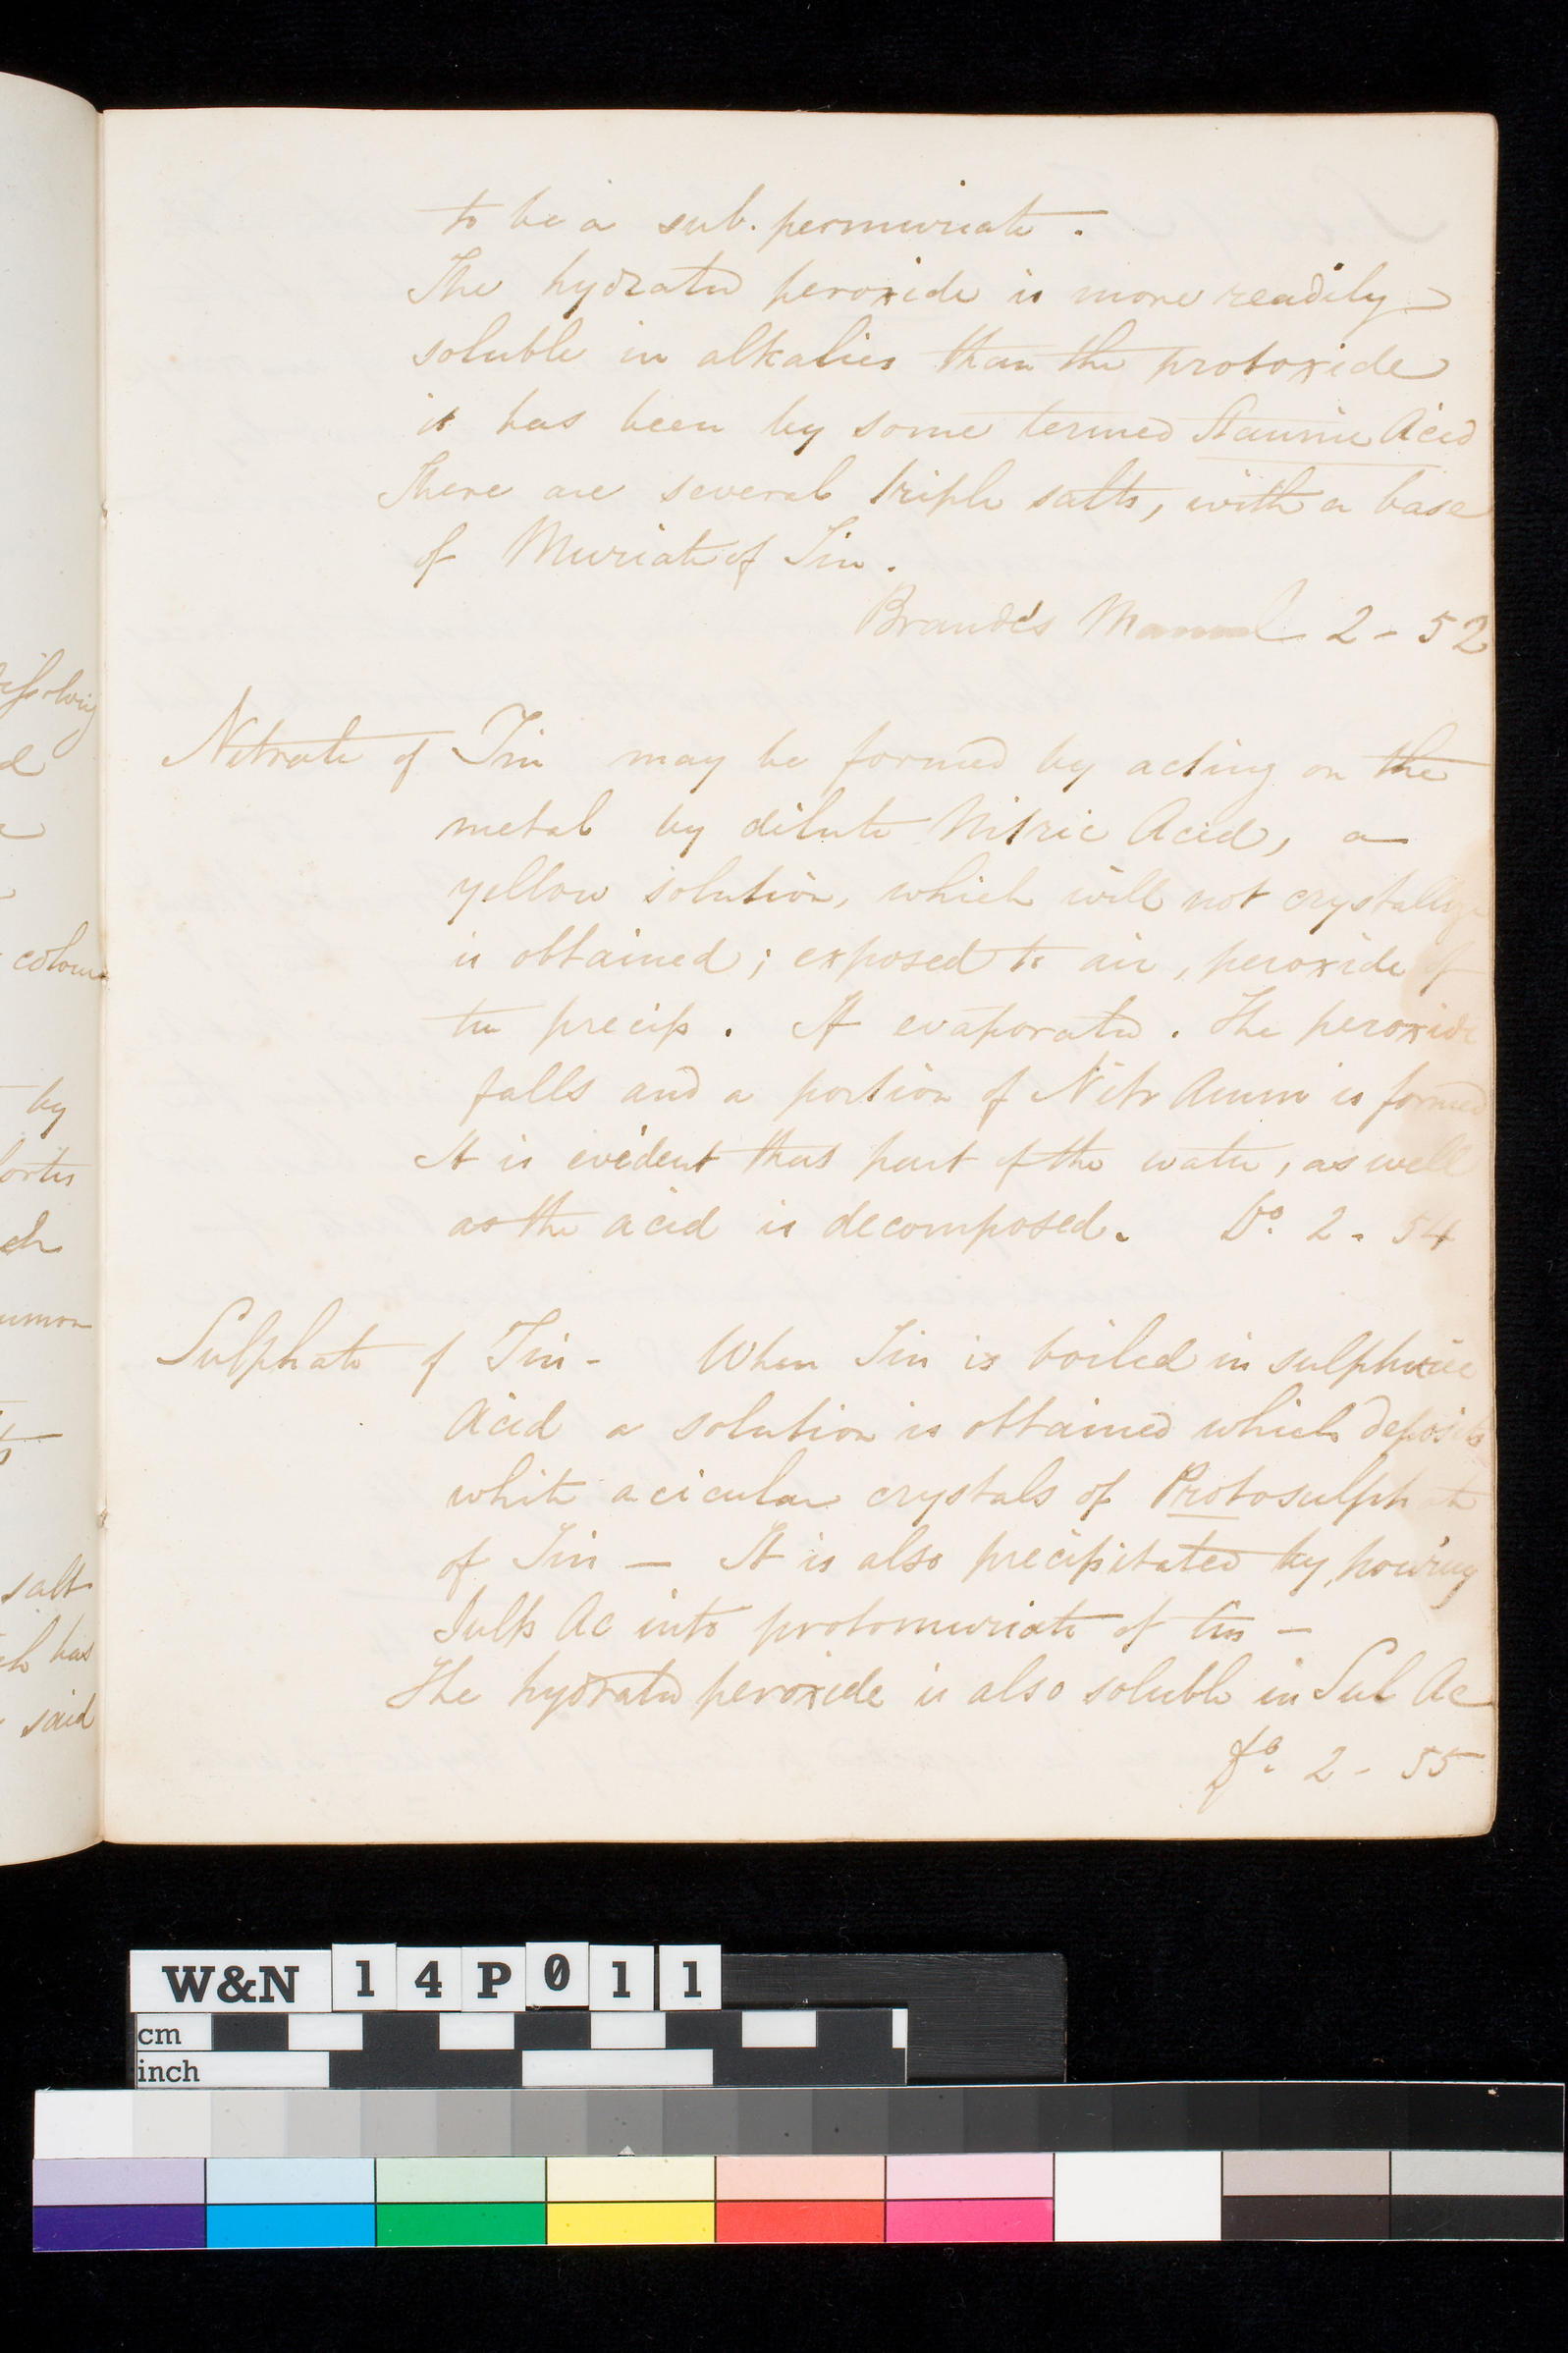 to be a sub. permuriate.
The hydrated peroxide is more readily
soluble in alkalies than the protoxide
it has been by some termed Stannic Acid
There are several triple salts, with a base
of Muriate of Tin.
Brande's Manual 2 - 52
Nitrate of Tin may be formed by acting on the
metal by dilute Nitric Acid, a
yellow solution, which will not crystallize
is obtained; exposed to air, peroxide of
tin precip. If evaporated. The peroxide
falls and a portion of Nitr Amm is formed
It is evident that part of the water, as well
as the acid is decomposed. Do. 2. 54
Sulphate of Tin - When Tin is boiled in sulphuric
Acid a solution is obtained which deposits
white acicular crystals of Protosulphate
of Tin — It is also precipitated by pouring
Sulph Ac into protomuriate of tin —
The hydrated peroxide is also soluble in Sul Ac
Do. 2 - 55
colour
by
ch
salt
has
said
W&N 14P011
cm
inch